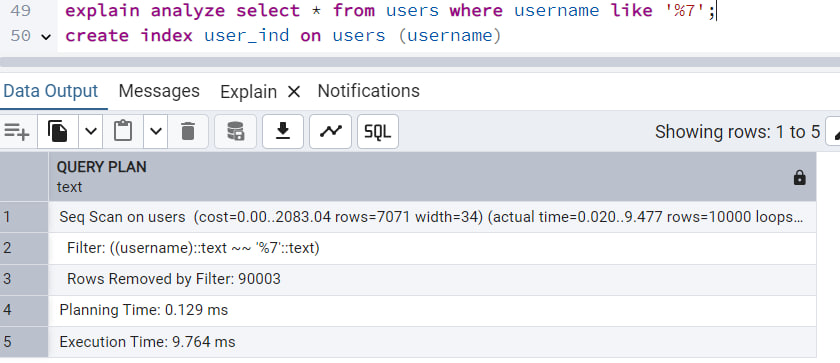 49 explain analyze select * from users where username like '%7';
50 create index user_ind on users (username)
Data Output Messages Explain Notifications
SQL Showing rows: 1 to 5
QUERY PLAN
text
1 Seq Scan on users (cost=0.00..2083.04 rows=7071 width=34) (actual time=0.020..9.477 rows=10000 loops...
2 Filter: ((username)::text ~~ '%7'::text)
3 Rows Removed by Filter: 90003
4 Planning Time: 0.129 ms
5 Execution Time: 9.764 ms